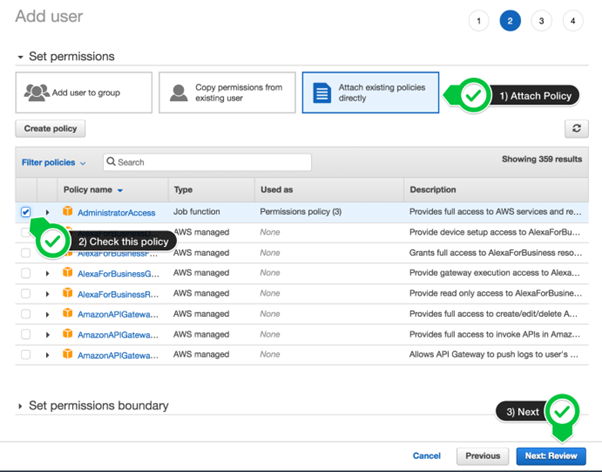 Add user
1 2 3 4
Set permissions
Add user to group
Copy permissions from
existing user
Attach existing policies
directly
1) Attach Policy
Create policy
Filter policies
Search
Showing 359 results
Policy name Type Used as Description
AdministratorAccess Job function Permissions policy (3) Provides full access to AWS services and re...
2) Check this policy AWS managed None Provide device setup access to AlexaForBu...
AlexaForBusinessF... AWS managed None Grants full access to AlexaForBusiness reso...
AlexaForBusinessG... AWS managed None Provide gateway execution access to Alexa...
AlexaForBusinessR... AWS managed None Provide read only access to AlexaForBusine...
AmazonAPIGatewa... AWS managed None Provides full access to create/edit/delete A...
AmazonAPIGatewa... AWS managed None Provides full access to invoke APIs in Amaz...
AmazonAPIGatewa... AWS managed None Allows API Gateway to push logs to user's ...
Set permissions boundary
3) Next
Cancel
Previous
Next: Review